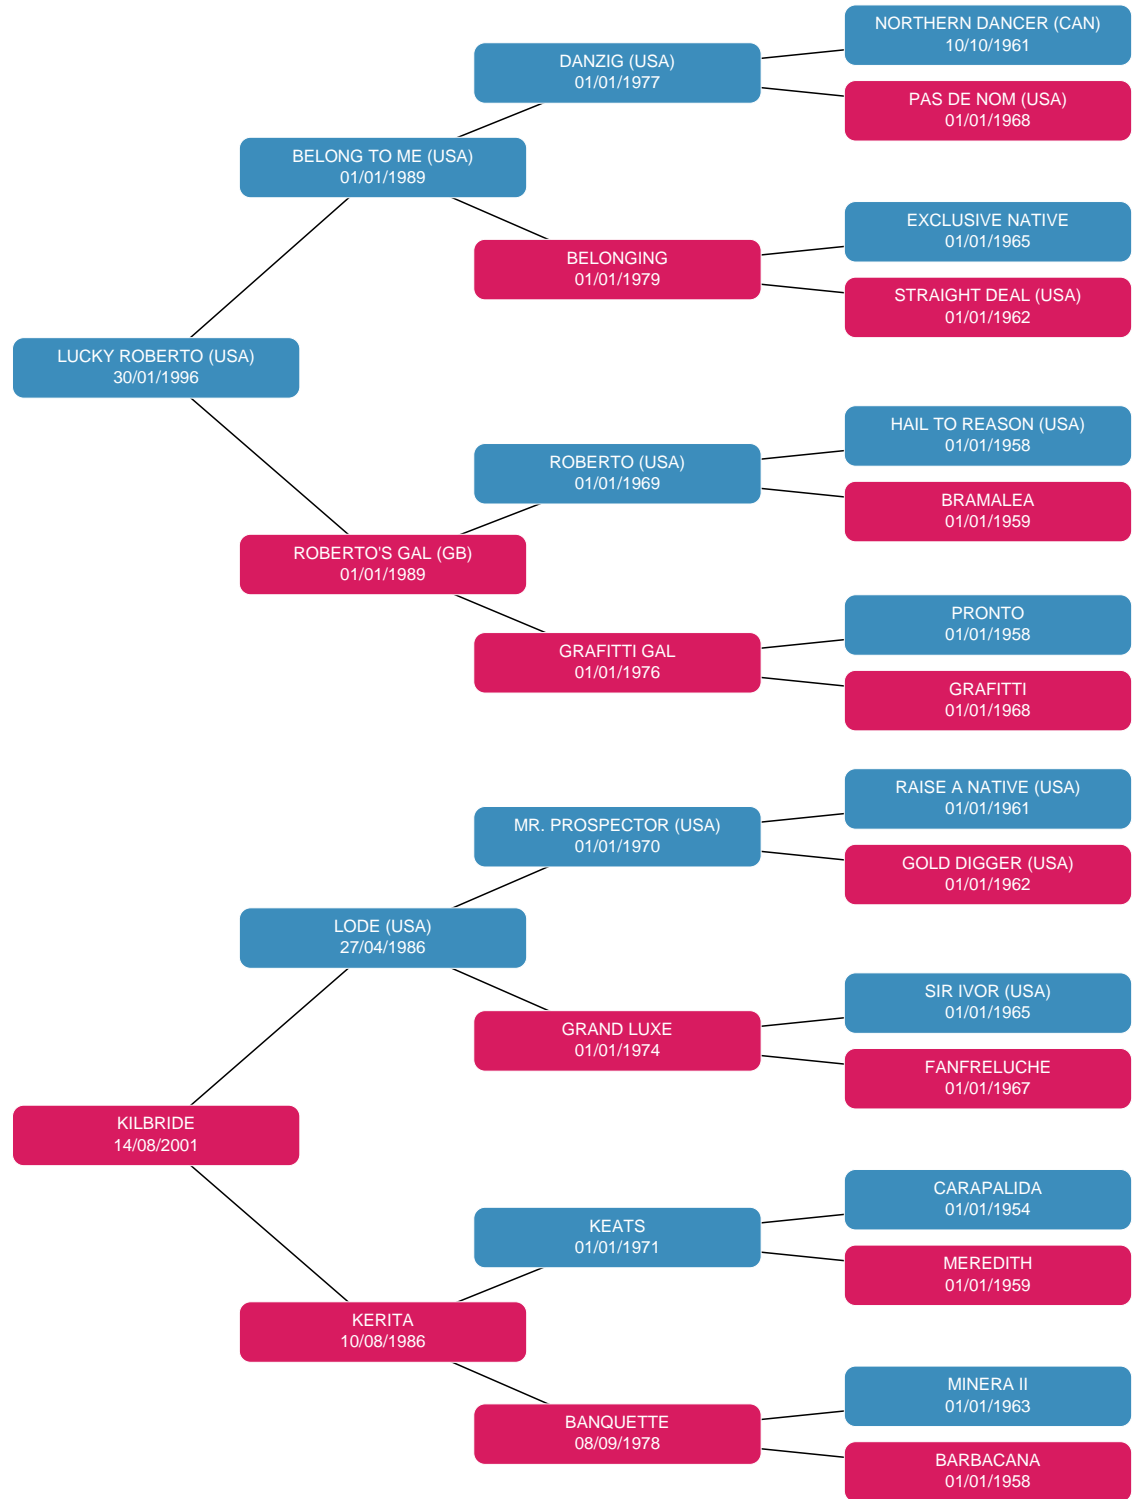 NORTHERN DANCER (CAN)
10/10/1961
DANZIG (USA)
01/01/1977
PAS DE NOM (USA)
01/01/1968
BELONG TO ME (USA)
01/01/1989
EXCLUSIVE NATIVE
01/01/1965
BELONGING
01/01/1979
STRAIGHT DEAL (USA)
01/01/1962
LUCKY ROBERTO (USA)
30/01/1996
HAIL TO REASON (USA)
01/01/1958
ROBERTO (USA)
01/01/1969
BRAMALEA
01/01/1959
ROBERTO'S GAL (GB)
01/01/1989
PRONTO
01/01/1958
GRAFITTI GAL
01/01/1976
GRAFITTI
01/01/1968
RAISE A NATIVE (USA)
01/01/1961
MR. PROSPECTOR (USA)
01/01/1970
GOLD DIGGER (USA)
01/01/1962
LODE (USA)
27/04/1986
SIR IVOR (USA)
01/01/1965
GRAND LUXE
01/01/1974
FANFRELUCHE
01/01/1967
KILBRIDE
14/08/2001
CARAPALIDA
01/01/1954
KEATS
01/01/1971
MEREDITH
01/01/1959
KERITA
10/08/1986
MINERA II
01/01/1963
BANQUETTE
08/09/1978
BARBACANA
01/01/1958